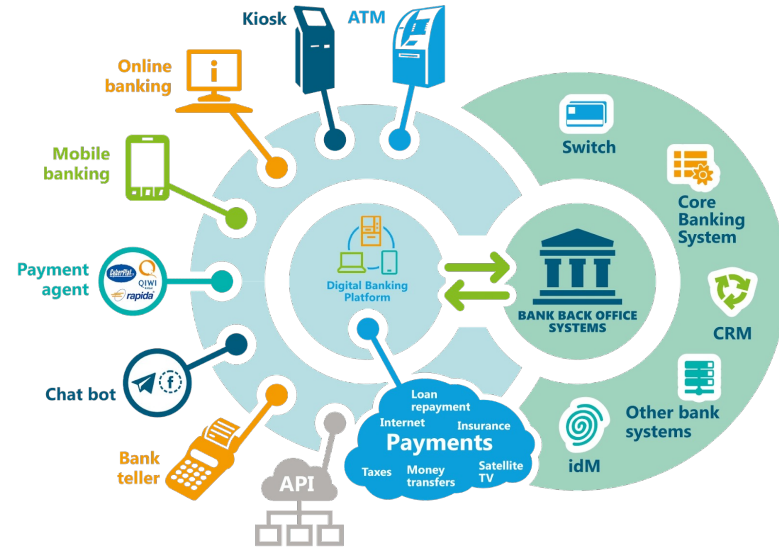 Kiosk
ATM
Online
banking
i
Mobile
banking
Payment
agent
CyberPlat
QIWI
rapida
Chat bot
f
Bank
teller
API
Digital Banking
Platform
Loan
repayment
Internet
Insurance
Payments
Taxes
Money
transfers
Satellite
TV
BANK BACK OFFICE
SYSTEMS
Switch
Core
Banking
System
CRM
Other bank
systems
idM